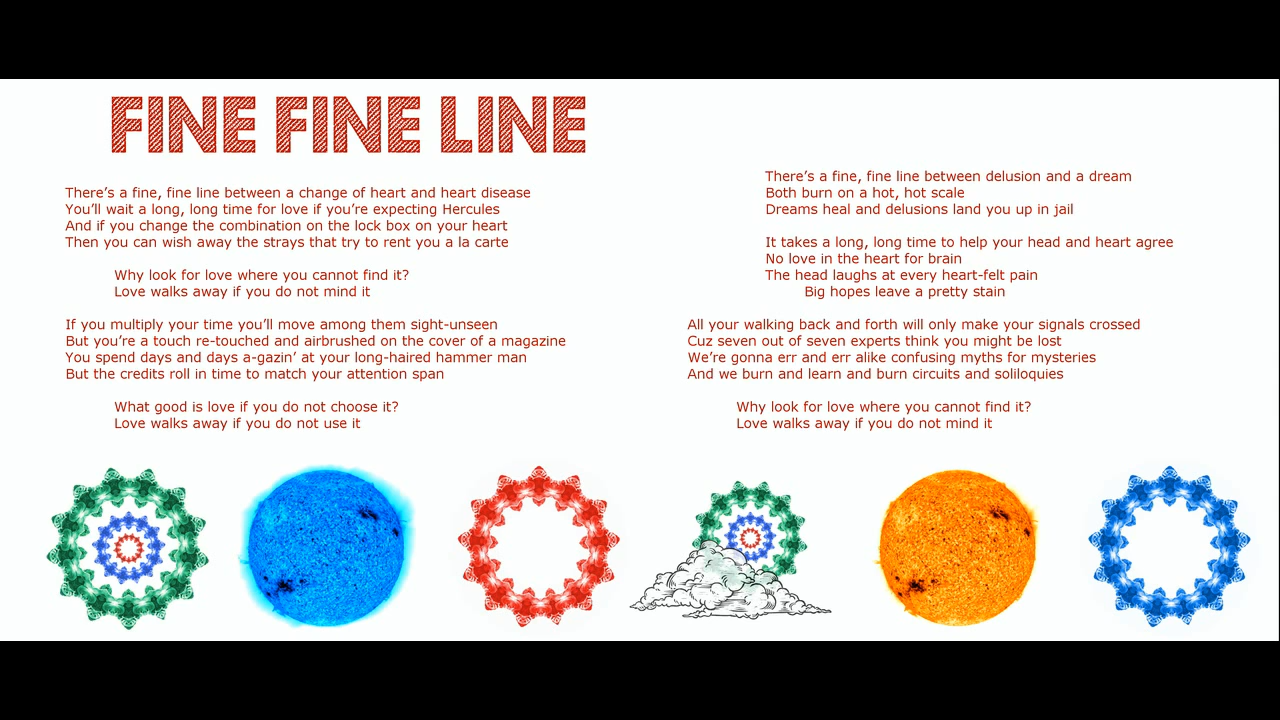 FINE FINE LINE
There's a fine, fine line between a change of heart and heart disease
You'll wait a long, long time for love if you're expecting Hercules
And if you change the combination on the lock box on your heart
Then you can wish away the strays that try to rent you a la carte
Why look for love where you cannot find it?
Love walks away if you do not mind it
If you multiply your time you'll move among them sight-unseen
But you're a touch re-touched and airbrushed on the cover of a magazine
You spend days and days a-gazin' at your long-haired hammer man
But the credits roll in time to match your attention span
What good is love if you do not choose it?
Love walks away if you do not use it
There's a fine, fine line between delusion and a dream
Both burn on a hot, hot scale
Dreams heal and delusions land you up in jail
It takes a long, long time to help your head and heart agree
No love in the heart for brain
The head laughs at every heart-felt pain
Big hopes leave a pretty stain
All your walking back and forth will only make your signals crossed
Cuz seven out of seven experts think you might be lost
We're gonna err and err alike confusing myths for mysteries
And we burn and learn and burn circuits and soliloquies
Why look for love where you cannot find it?
Love walks away if you do not mind it